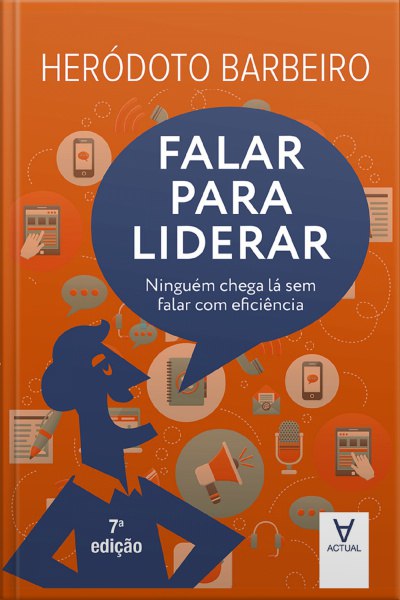 HERÓDOTO BARBEIRO
FALAR
PARA
LIDERAR
Ninguém chega lá sem
falar com eficiência
7ª
edição
ACTUAL